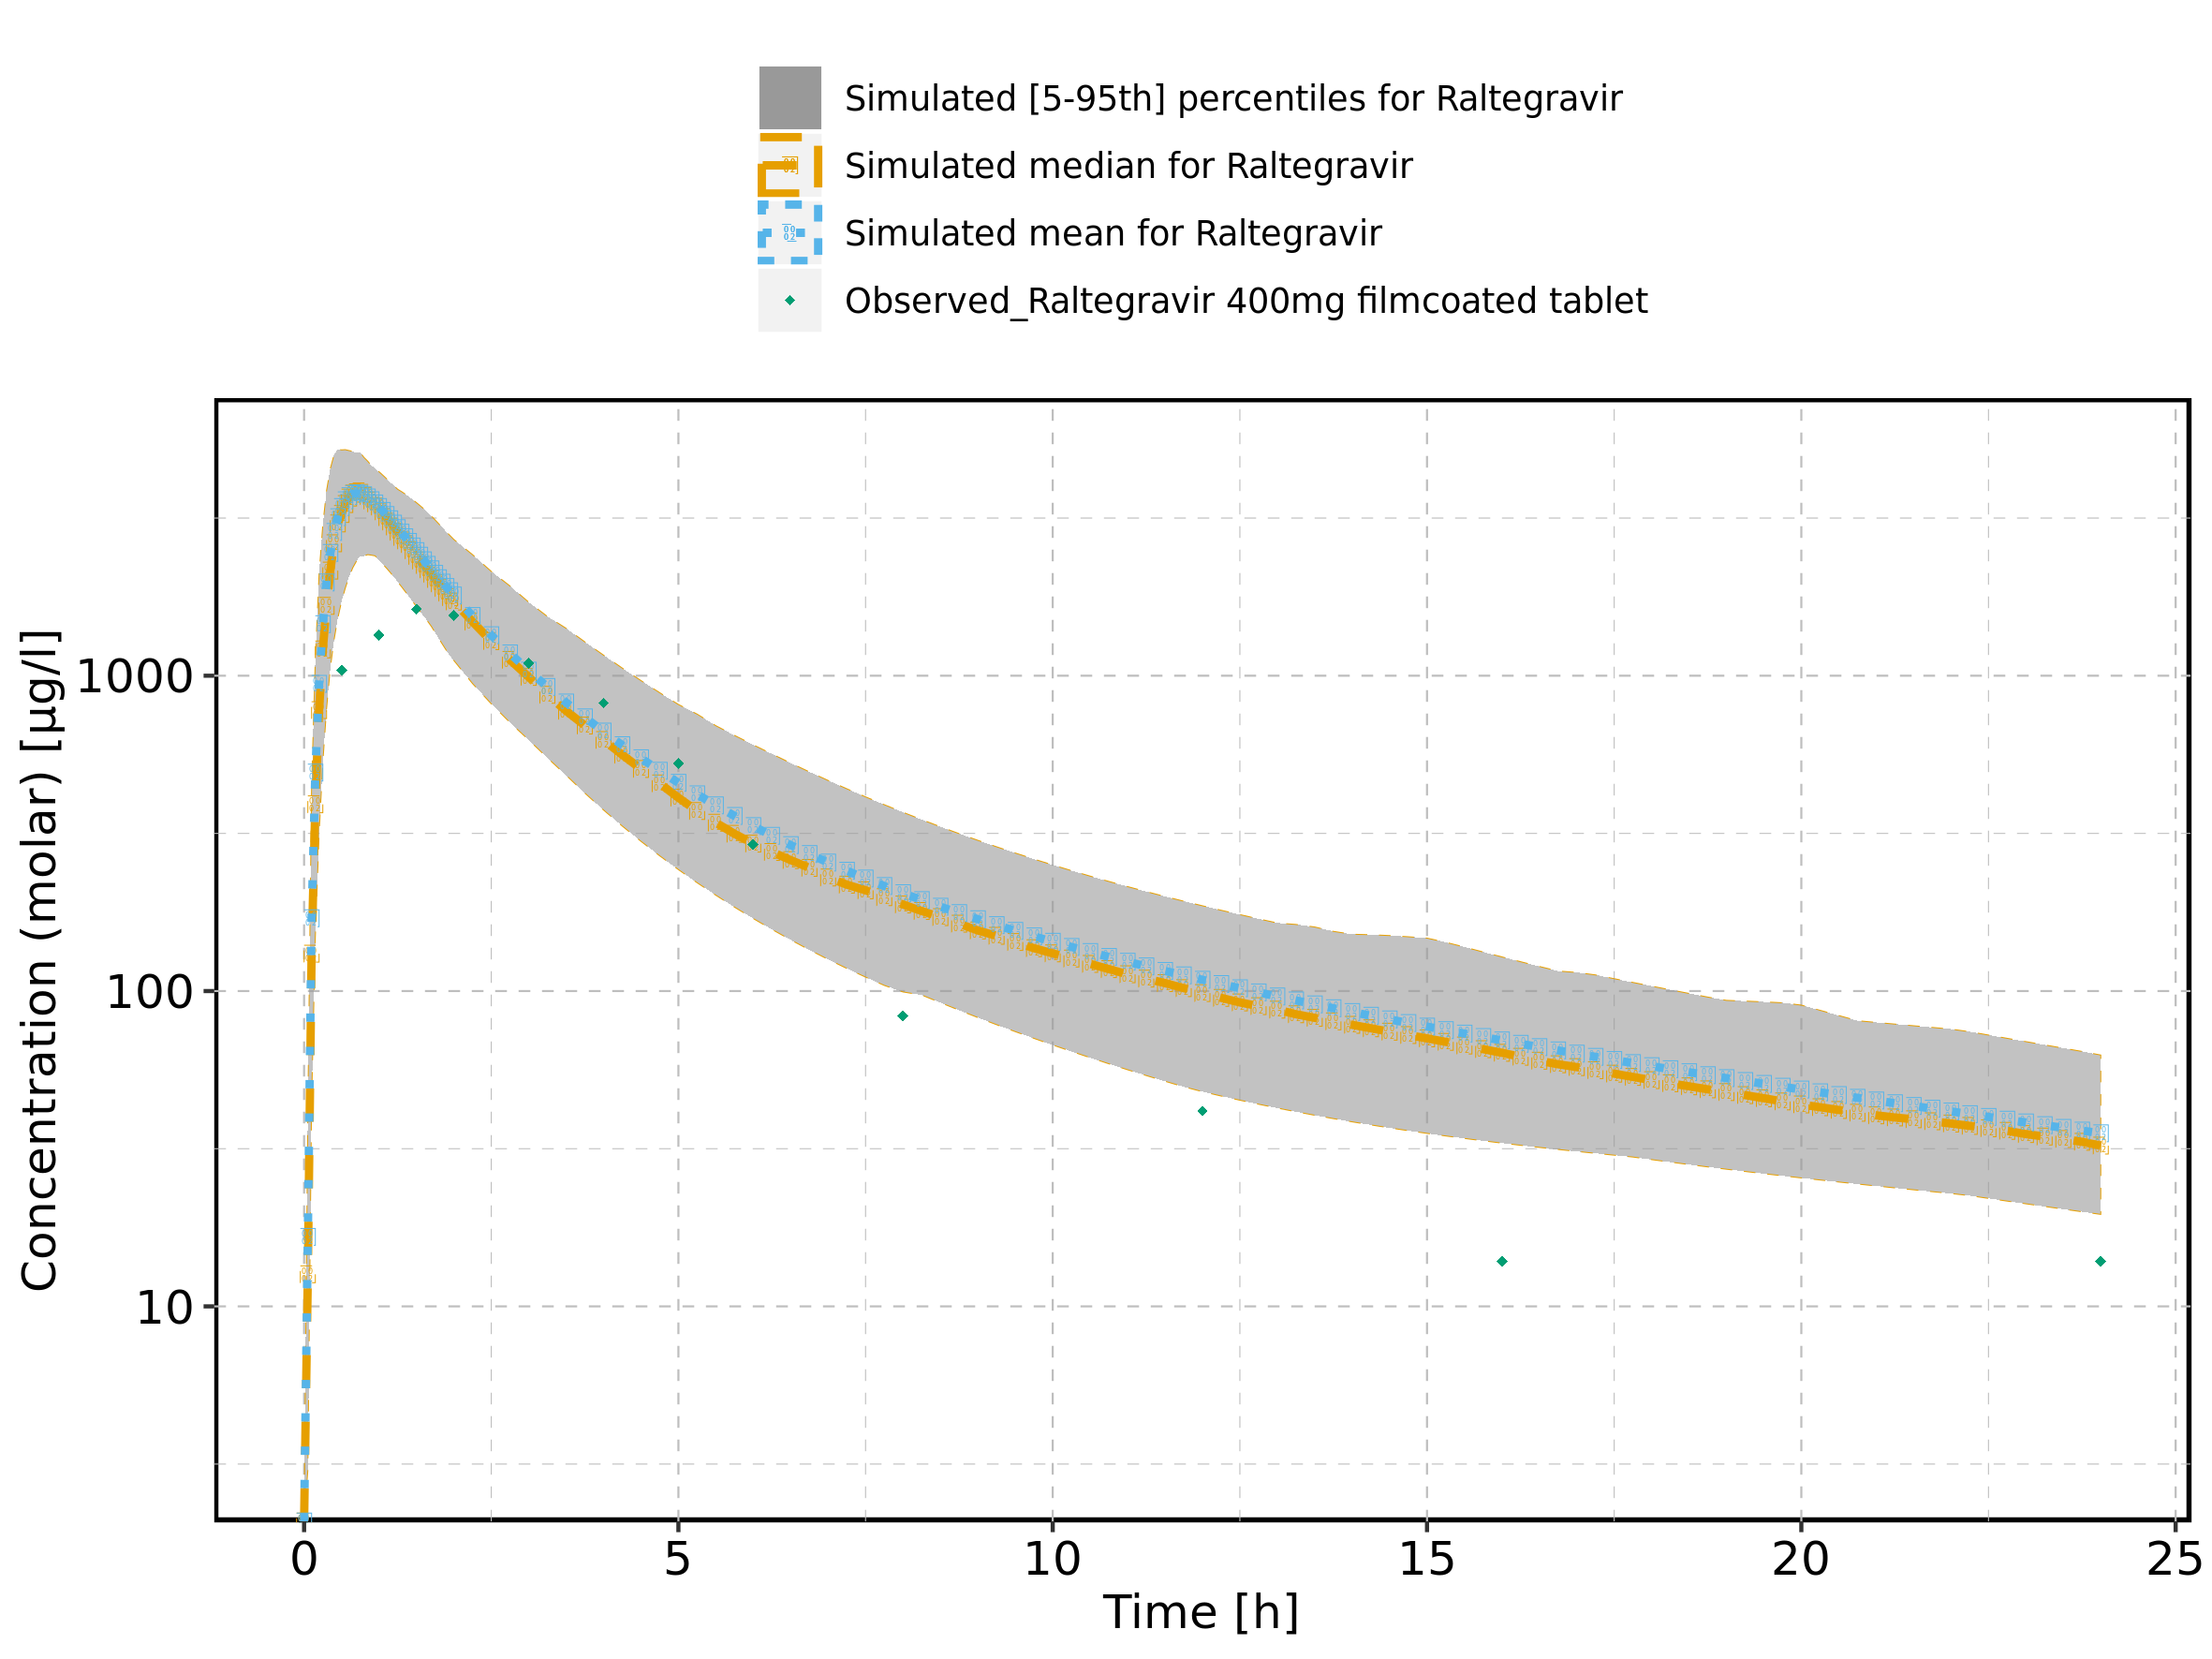 Simulated [5-95th] percentiles for Raltegravir
Simulated median for Raltegravir
Simulated mean for Raltegravir
Observed_Raltegravir 400mg filmcoated tablet
Concentration (molar) [µg/l]
1000
100
10
0 5 10 15 20 25
Time [h]